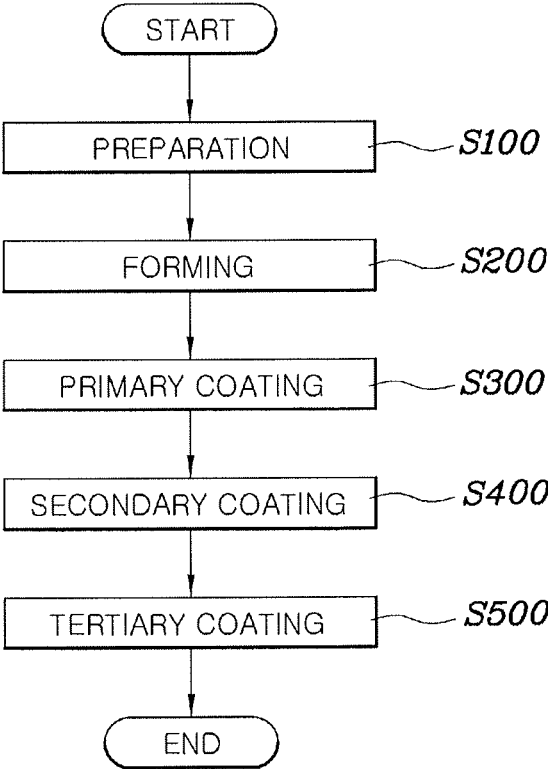 START
PREPARATION S100
FORMING S200
PRIMARY COATING S300
SECONDARY COATING S400
TERTIARY COATING S500
END